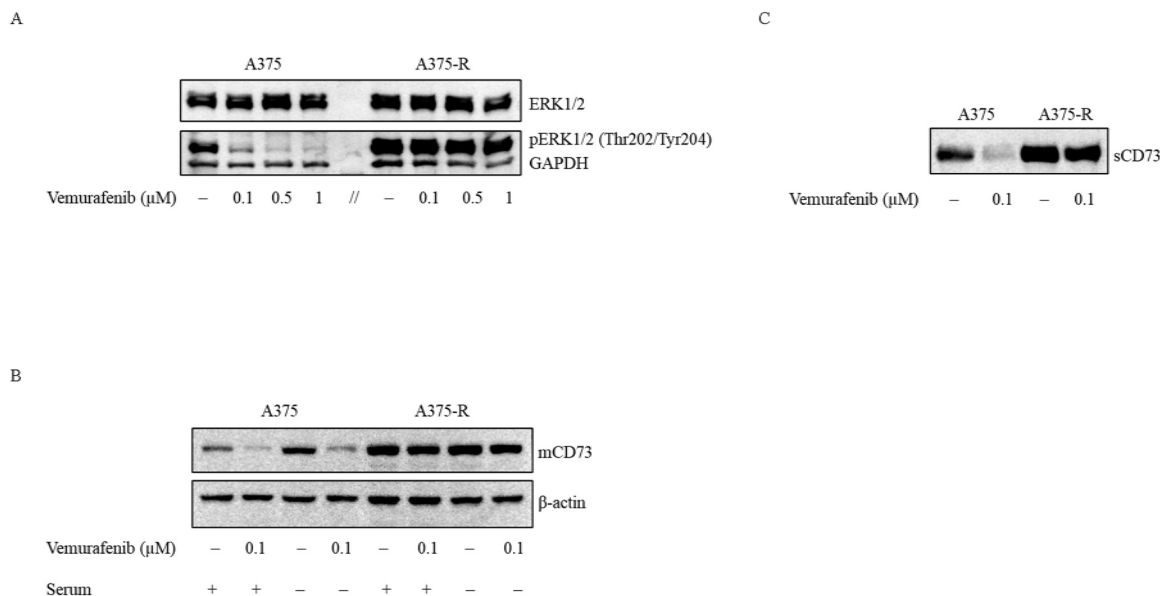 A
C
A375 A375-R
ERK1/2
pERK1/2 (Thr202/Tyr204)
GAPDH
Vemurafenib (μM) – 0.1 0.5 1 // – 0.1 0.5 1
A375 A375-R
sCD73
Vemurafenib (μM) – 0.1 – 0.1
B
A375 A375-R
mCD73
β-actin
Vemurafenib (μM) – 0.1 – 0.1 – 0.1 – 0.1
Serum + + – – + + – –